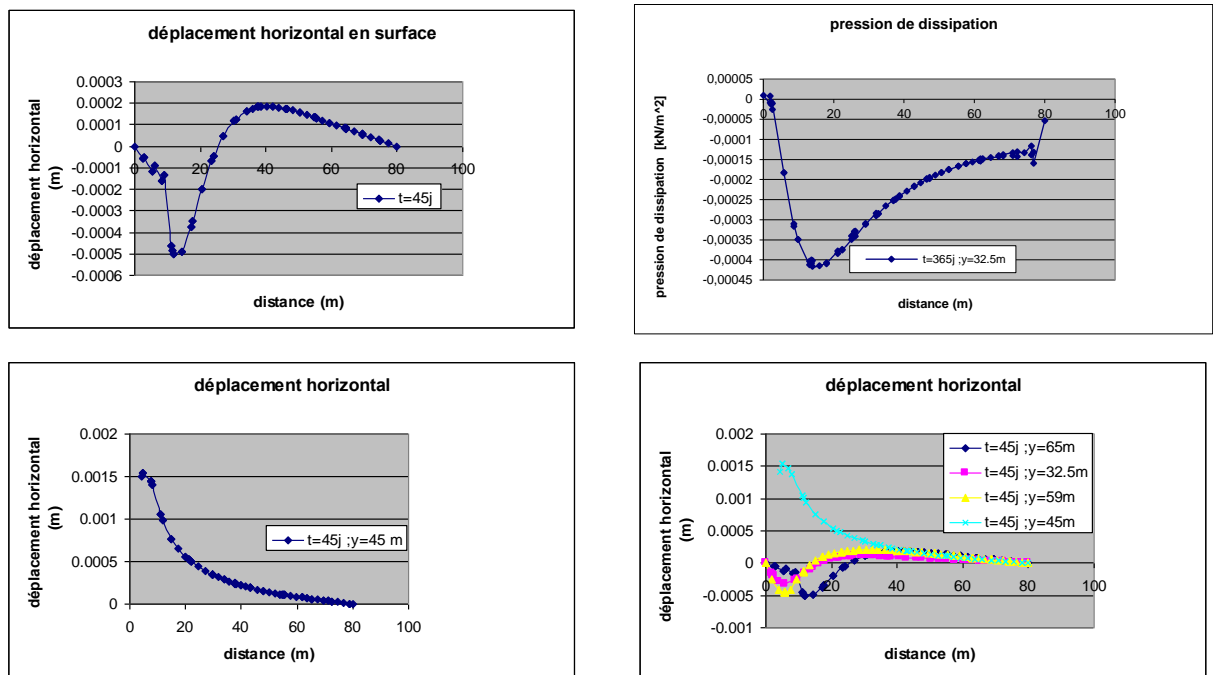 déplacement horizontal en surface
déplacement horizontal
(m)
0.0003
0.0002
0.0001
0
-0.0001
-0.0002
-0.0003
-0.0004
-0.0005
-0.0006
0 20 40 60 80 100
t=45j
distance (m)
pression de dissipation
pression de dissipation [kN/m^2]
0,00005
0
-0,00005
-0,0001
-0,00015
-0,0002
-0,00025
-0,0003
-0,00035
-0,0004
-0,00045
0 20 40 60 80 100
t=365j ;y=32.5m
distance (m)
déplacement horizontal
déplacement horizontal
(m)
0.002
0.0015
0.001
0.0005
0
0 20 40 60 80 100
t=45j ;y=45 m
distance (m)
déplacement horizontal
déplacement horizontal
(m)
0.002
0.0015
0.001
0.0005
0
-0.0005
-0.001
0 20 40 60 80 100
t=45j ;y=65m
t=45j ;y=32.5m
t=45j ;y=59m
t=45j ;y=45m
distance (m)